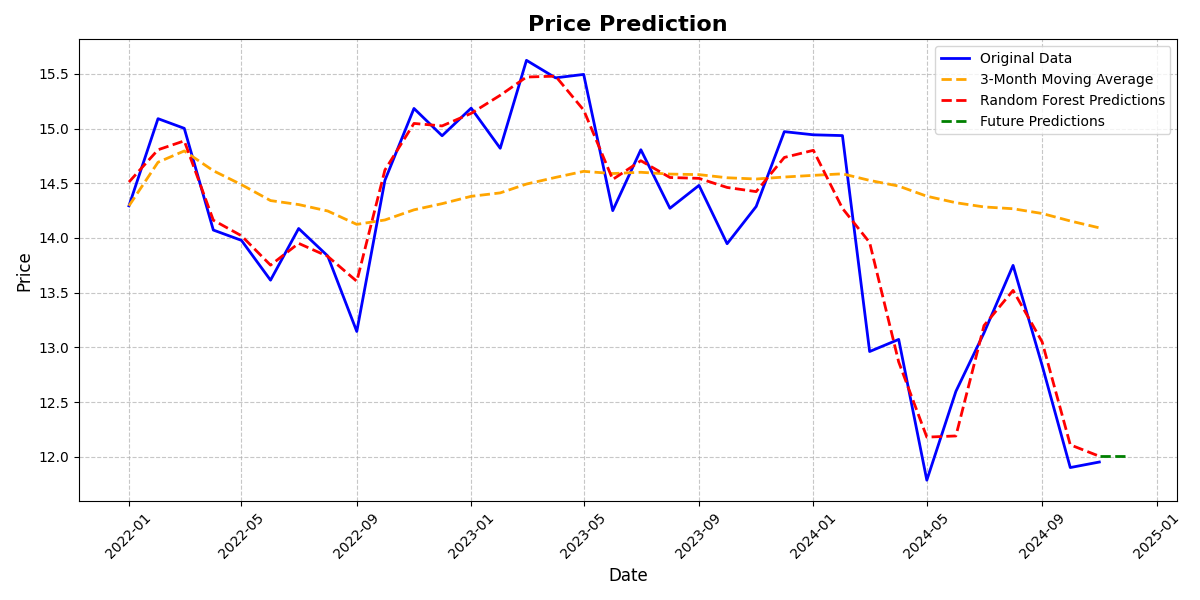 Price Prediction
Original Data
3-Month Moving Average
Random Forest Predictions
Future Predictions
Price
15.5
15.0
14.5
14.0
13.5
13.0
12.5
12.0
2022-01
2022-05
2022-09
2023-01
2023-05
2023-09
2024-01
2024-05
2024-09
2025-01
Date